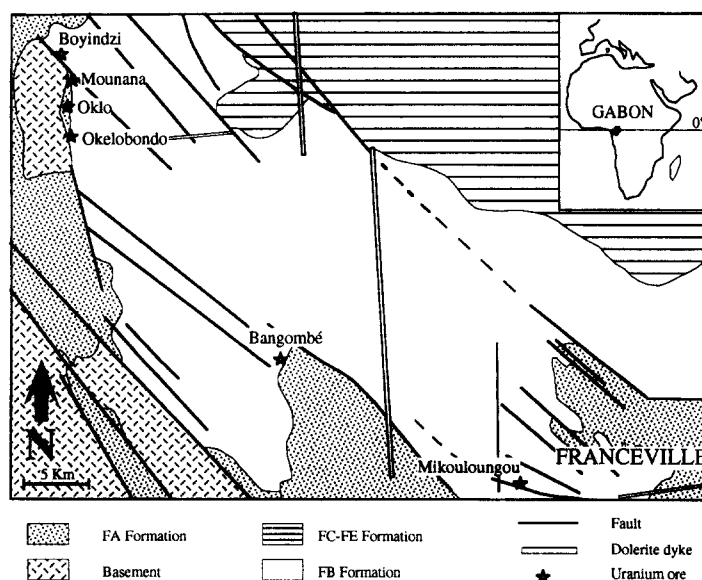 Boyindzi
Mounana
Oklo
Okelobondo
GABON
0°
Bangombé
N
5 Km
FRANCEVILLE
Mikouloungou
FA Formation
FC-FE Formation
Fault
Dolerite dyke
Basement
FB Formation
Uranium ore